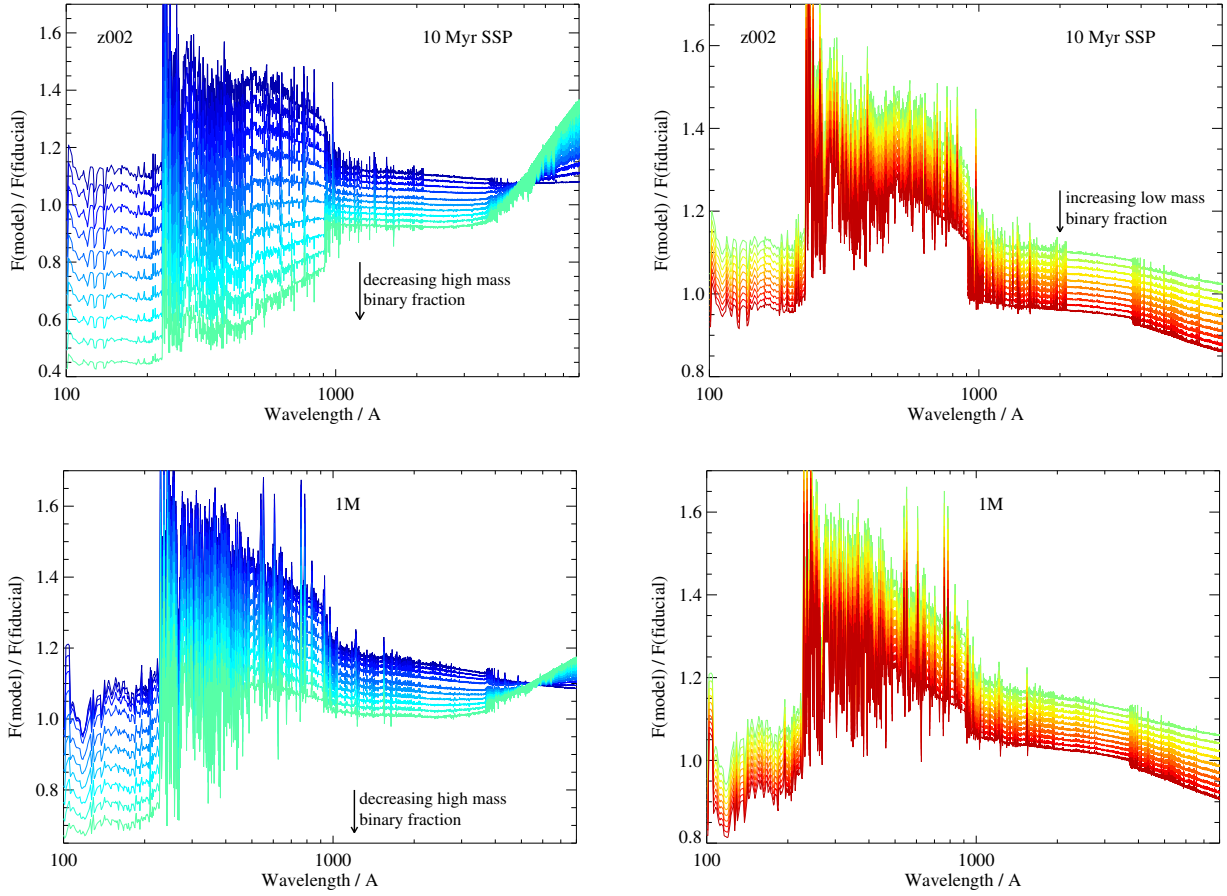 z002
10 Myr SSP
1.6
1.4
1.2
1.0
0.8
0.6
0.4
F(model) / F(fiducial)
decreasing high mass
binary fraction
100
1000
Wavelength / A
z002
10 Myr SSP
1.6
1.4
1.2
1.0
0.8
F(model) / F(fiducial)
increasing low mass
binary fraction
100
1000
Wavelength / A
1M
1.6
1.4
1.2
1.0
0.8
F(model) / F(fiducial)
decreasing high mass
binary fraction
100
1000
Wavelength / A
1M
1.6
1.4
1.2
1.0
0.8
F(model) / F(fiducial)
100
1000
Wavelength / A